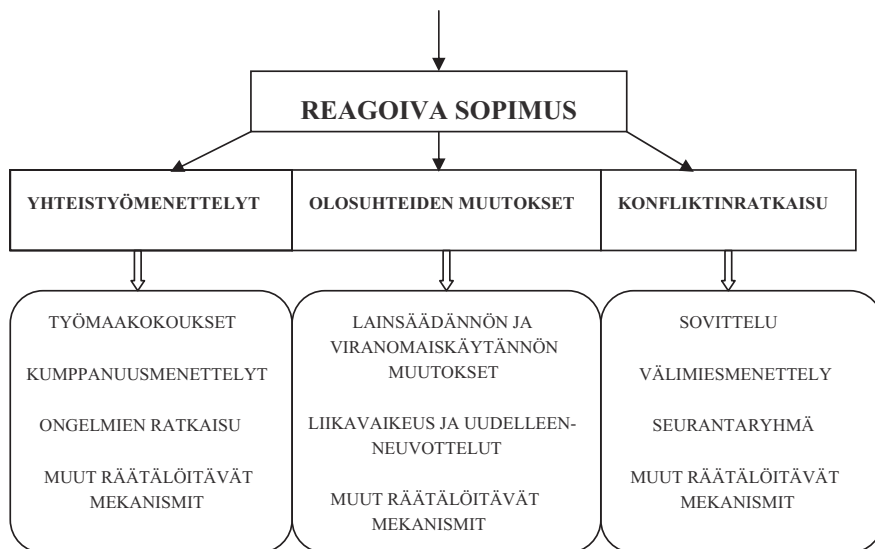 REAGOIVA SOPIMUS
YHTEISTYÖMENETTELYT
OLOSUHTEIDEN MUUTOKSET
KONFLIKTINRATKAISU
TYÖMAAKOKOUKSET
KUMPPANUUSMENETTELYT
ONGELMIEN RATKAISU
MUUT RÄÄTÄLÖITÄVÄT
MEKANISMIT
LAINSÄÄDÄNNÖN JA
VIRANOMAISKÄYTÄNNÖN
MUUTOKSET
LIIKAVAIKEUS JA UUDELLEEN-
NEUVOTTELUT
MUUT RÄÄTÄLÖITÄVÄT
MEKANISMIT
SOVITTELU
VÄLIMIESMENETTELY
SEURANTARYHMÄ
MUUT RÄÄTÄLÖITÄVÄT
MEKANISMIT